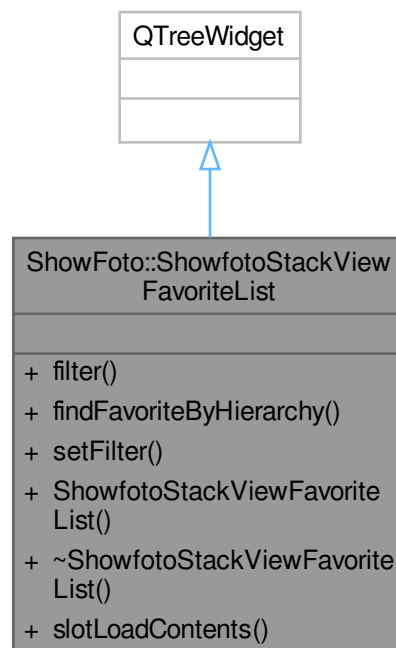 QTreeWidget
ShowFoto::ShowfotoStackView
FavoriteList
+ filter()
+ findFavoriteByHierarchy()
+ setFilter()
+ ShowfotoStackViewFavorite
List()
+ ~ShowfotoStackViewFavorite
List()
+ slotLoadContents()